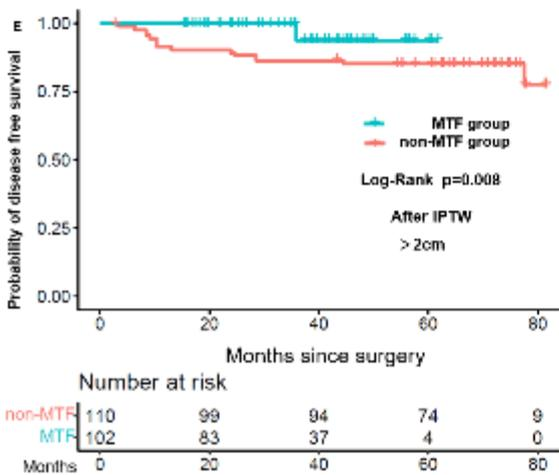 E
Probability of disease free survival
1.00
0.75
0.50
0.25
0.00
MTF group
non-MTF group
Log-Rank p=0.008
After IPTW
>2cm
0 20 40 60 80
Months since surgery
Number at risk
non-MTF 110 99 94 74 9
MTF 102 83 37 4 0
Months 0 20 40 60 80